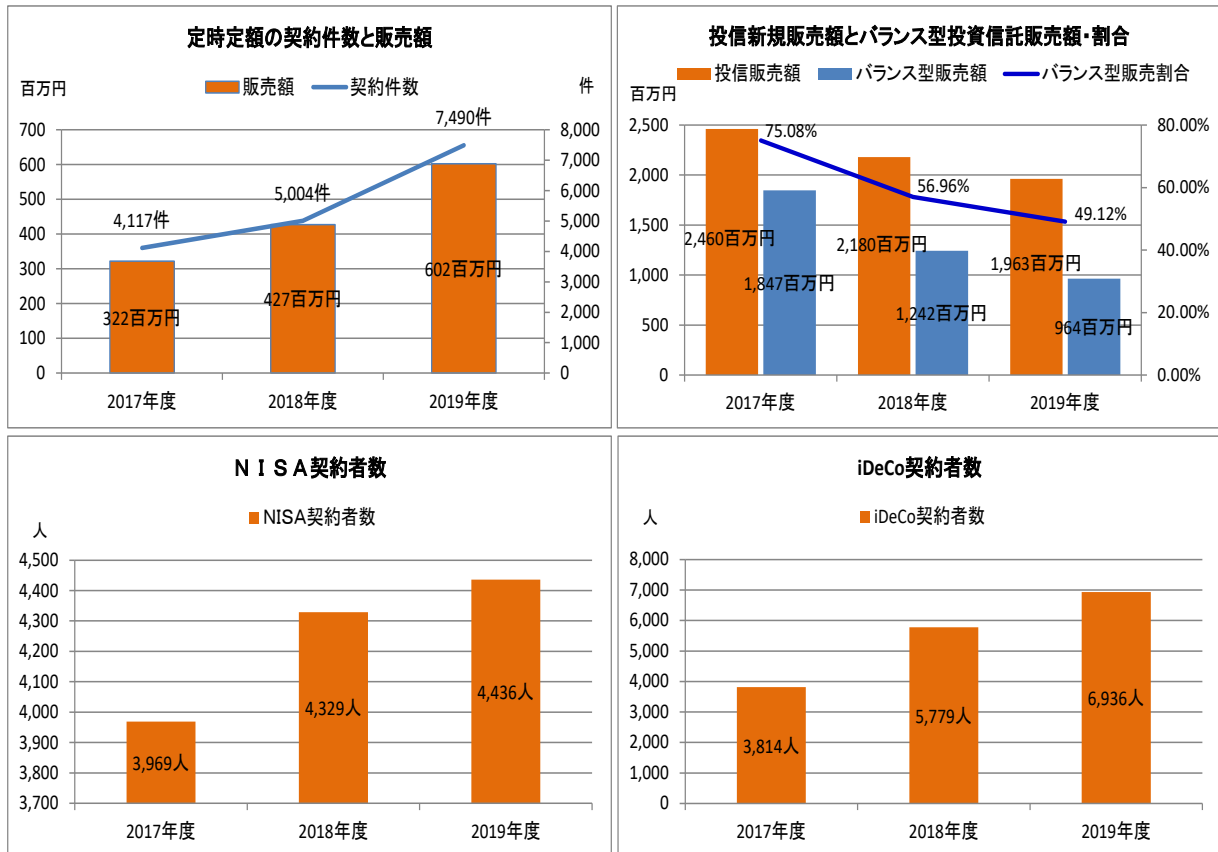 定時定額の契約件数と販売額
百万円
販売額
契約件数
件
700
600
500
400
300
200
100
0
8,000
7,000
6,000
5,000
4,000
3,000
2,000
1,000
0
4,117件
5,004件
7,490件
322百万円
427百万円
602百万円
2017年度
2018年度
2019年度
投信新規販売額とバランス型投資信託販売額・割合
投信販売額
バランス型販売額
バランス型販売割合
百万円
2,500
2,000
1,500
1,000
500
0
80.00%
60.00%
40.00%
20.00%
0.00%
75.08%
56.96%
49.12%
2,460百万円
1,847百万円
2,180百万円
1,242百万円
1,963百万円
964百万円
2017年度
2018年度
2019年度
ＮＩＳＡ契約者数
NISA契約者数
人
4,500
4,400
4,300
4,200
4,100
4,000
3,900
3,800
3,700
3,969人
4,329人
4,436人
2017年度
2018年度
2019年度
iDeCo契約者数
iDeCo契約者数
人
8,000
7,000
6,000
5,000
4,000
3,000
2,000
1,000
0
3,814人
5,779人
6,936人
2017年度
2018年度
2019年度